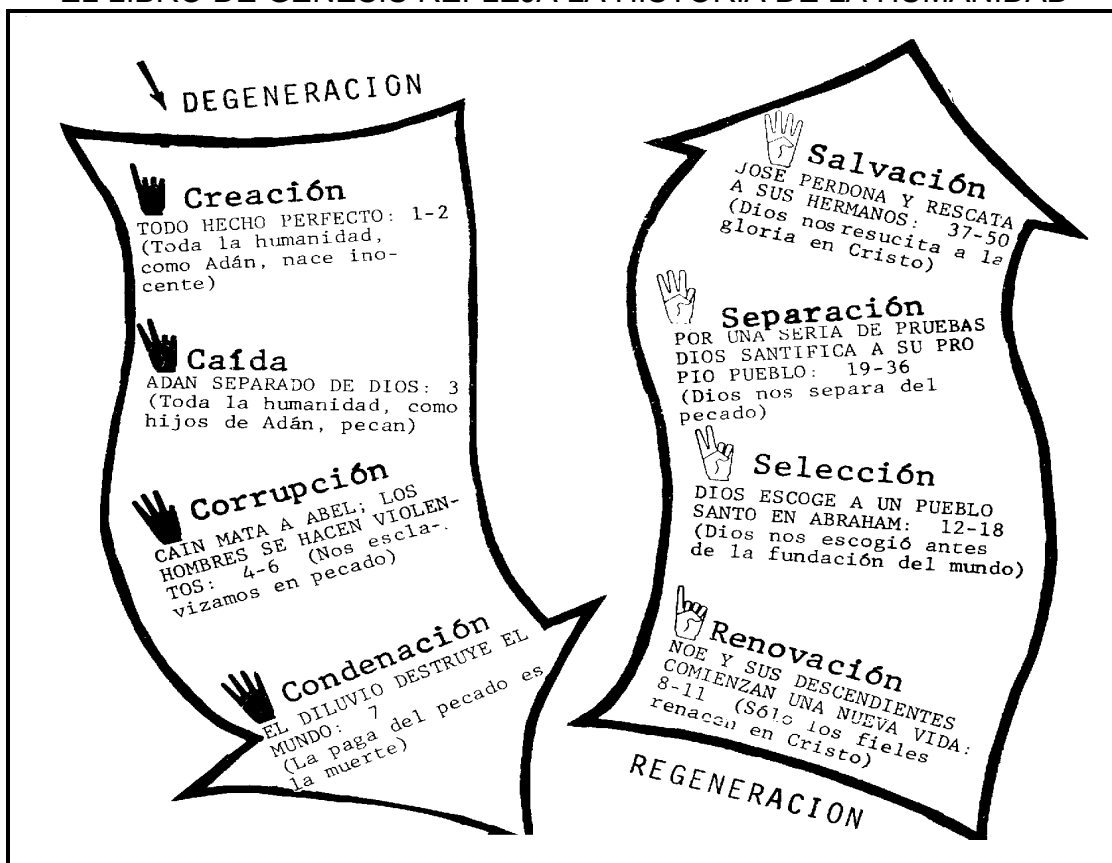 EL LIBRO DE GENESIS REFLEJA LA HISTORIA DE LA HUMANIDAD
DEGENERACION
Creación
TODO HECHO PERFECTO: 1-2
(Toda la humanidad,
como Adán, nace ino-
cente)
Caída
ADAN SEPARADO DE DIOS: 3
(Toda la humanidad, como
hijos de Adán, pecan)
Corrupción
CAIN MATA A ABEL; LOS
HOMBRES SE HACEN VIOLEN-
TOS: 4-6 (Nos escla-
vizamos en pecado)
Condenación
EL DILUVIO DESTRUYE EL
MUNDO: 7
(La paga del pecado es
la muerte)
Salvación
JOSE PERDONA Y RESCATA
A SUS HERMANOS: 37-50
(Dios nos resucita a la
gloria en Cristo)
Separación
POR UNA SERIA DE PRUEBAS
DIOS SANTIFICA A SU PRO
PIO PUEBLO: 19-36
(Dios nos separa del
pecado)
Selección
DIOS ESCOGE A UN PUEBLO
SANTO EN ABRAHAM: 12-18
(Dios nos escogió antes
de la fundación del mundo)
Renovación
NOE Y SUS DESCENDIENTES
COMIENZAN UNA NUEVA VIDA:
8-11 (Sólo los fieles
renacen en Cristo)
REGENERACION